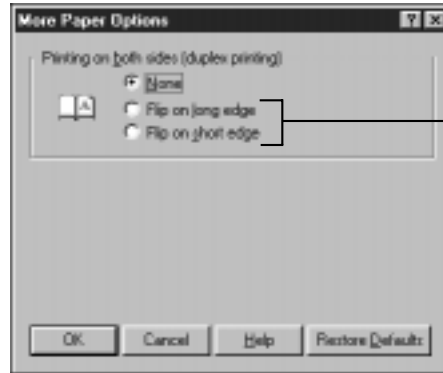 More Paper Options
Printing on both sides (duplex printing)
None
A
Flip on long edge
Flip on short edge
OK Cancel Help Restore Defaults